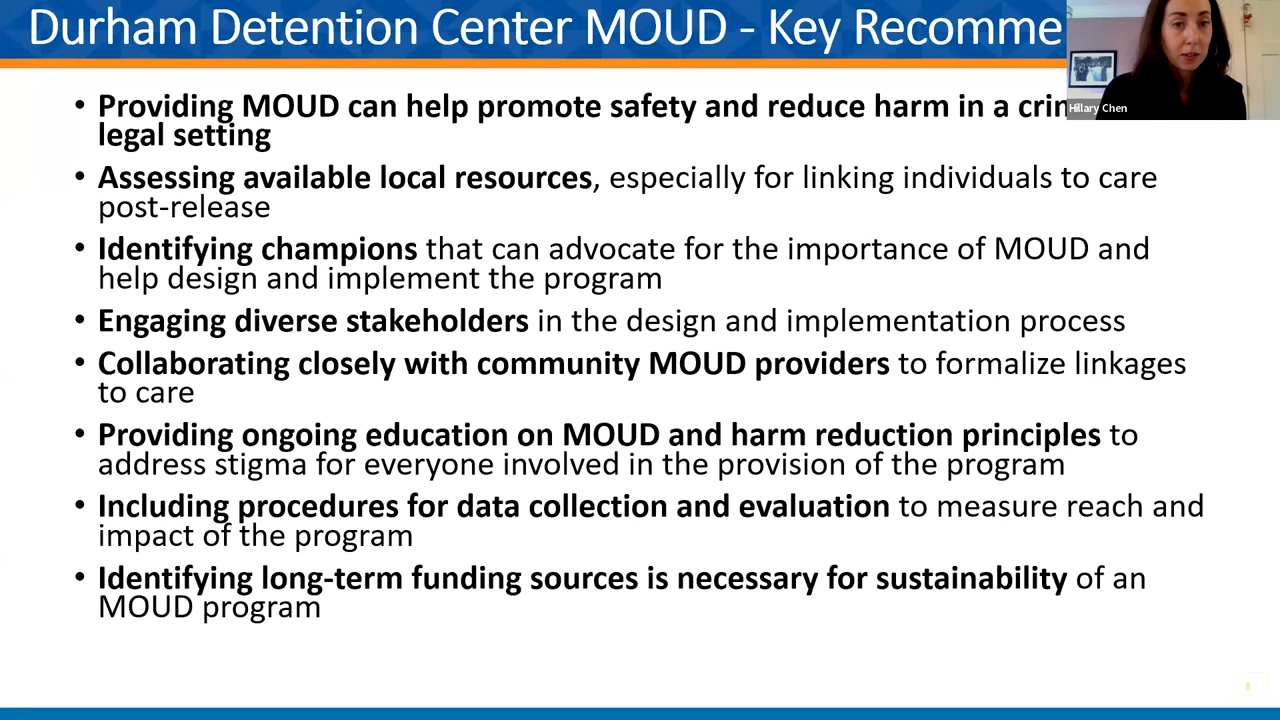 Durham Detention Center MOUD - Key Recomme
Hillary Chen
• Providing MOUD can help promote safety and reduce harm in a
legal setting
• Assessing available local resources, especially for linking individuals to care
post-release
• Identifying champions that can advocate for the importance of MOUD and
help design and implement the program
• Engaging diverse stakeholders in the design and implementation process
• Collaborating closely with community MOUD providers to formalize linkages
to care
• Providing ongoing education on MOUD and harm reduction principles to
address stigma for everyone involved in the provision of the program
• Including procedures for data collection and evaluation to measure reach and
impact of the program
• Identifying long-term funding sources is necessary for sustainability of an
MOUD program